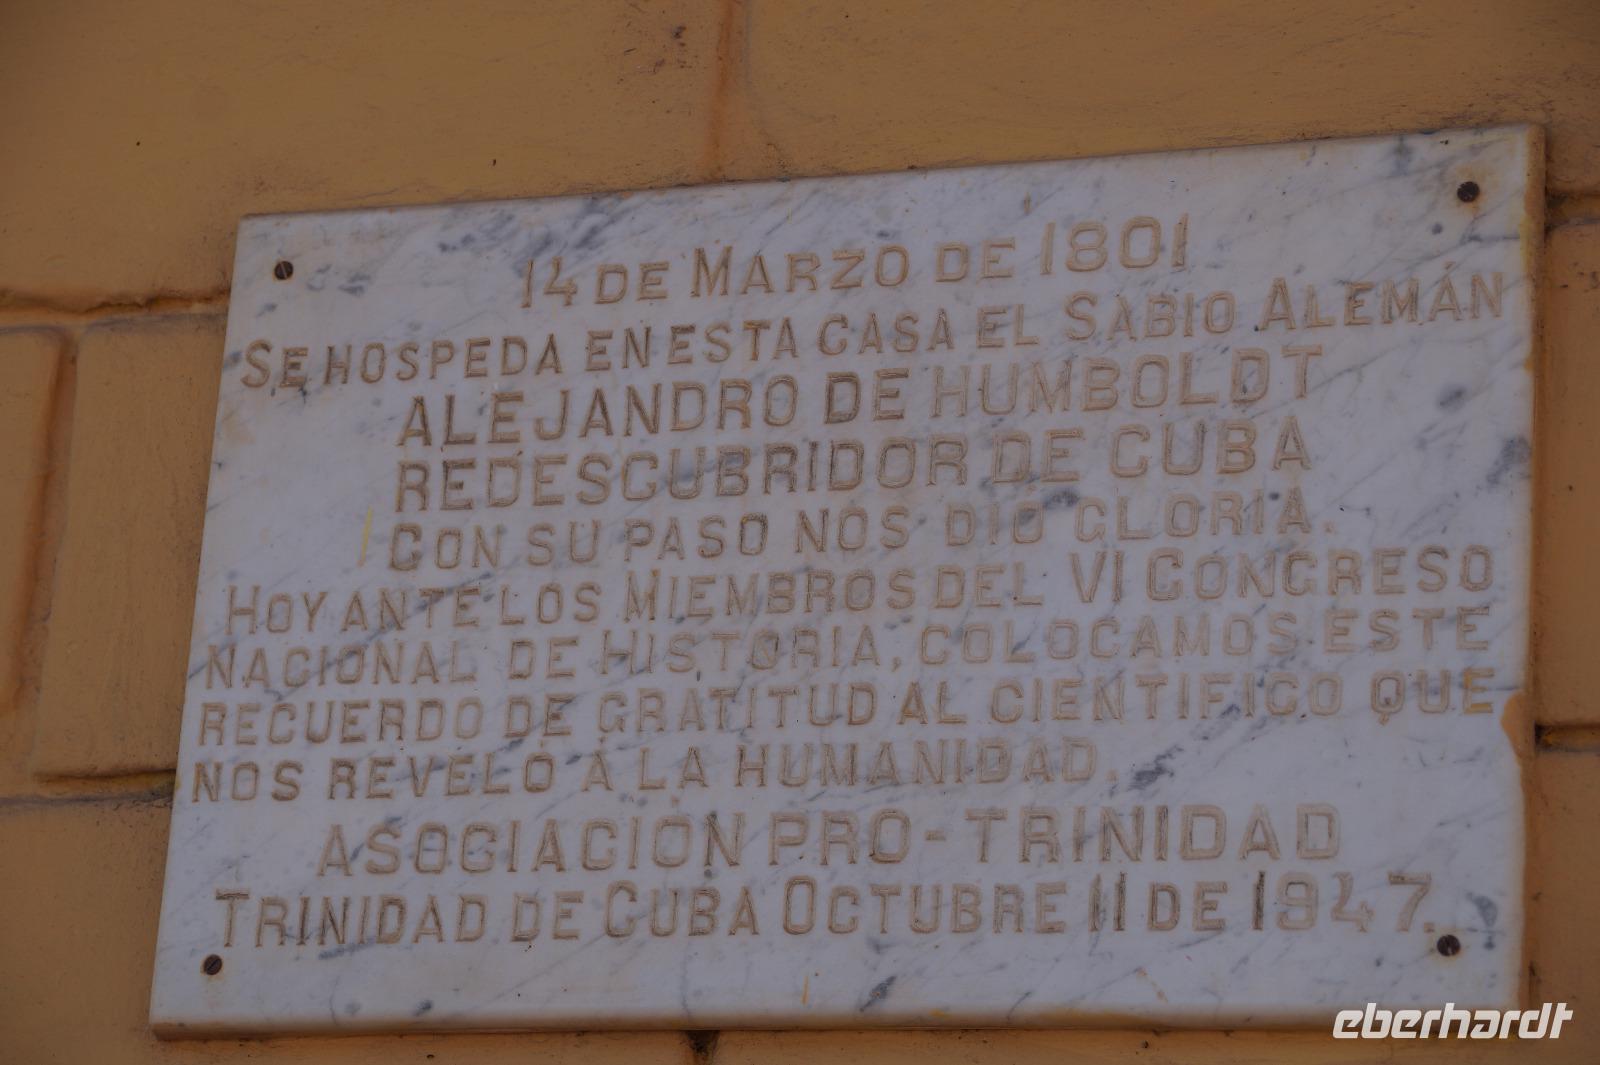 14 DE MARZO DE 1801
SE HOSPEDA EN ESTA CASA EL SABIO ALEMÁN
ALEJANDRO DE HUMBOLDT
REDESCUBRIDOR DE CUBA
CON SU PASO NOS DIÓ GLORIA.
HOY ANTE LOS MIEMBROS DEL VI CONGRESO
NACIONAL DE HISTORIA, COLOCAMOS ESTE
RECUERDO DE GRATITUD AL CIENTIFICO QUE
NOS REVELÓ A LA HUMANIDAD.
ASOCIACIÓN PRO-TRINIDAD
TRINIDAD DE CUBA OCTUBRE 11 DE 1947.
eberhardt